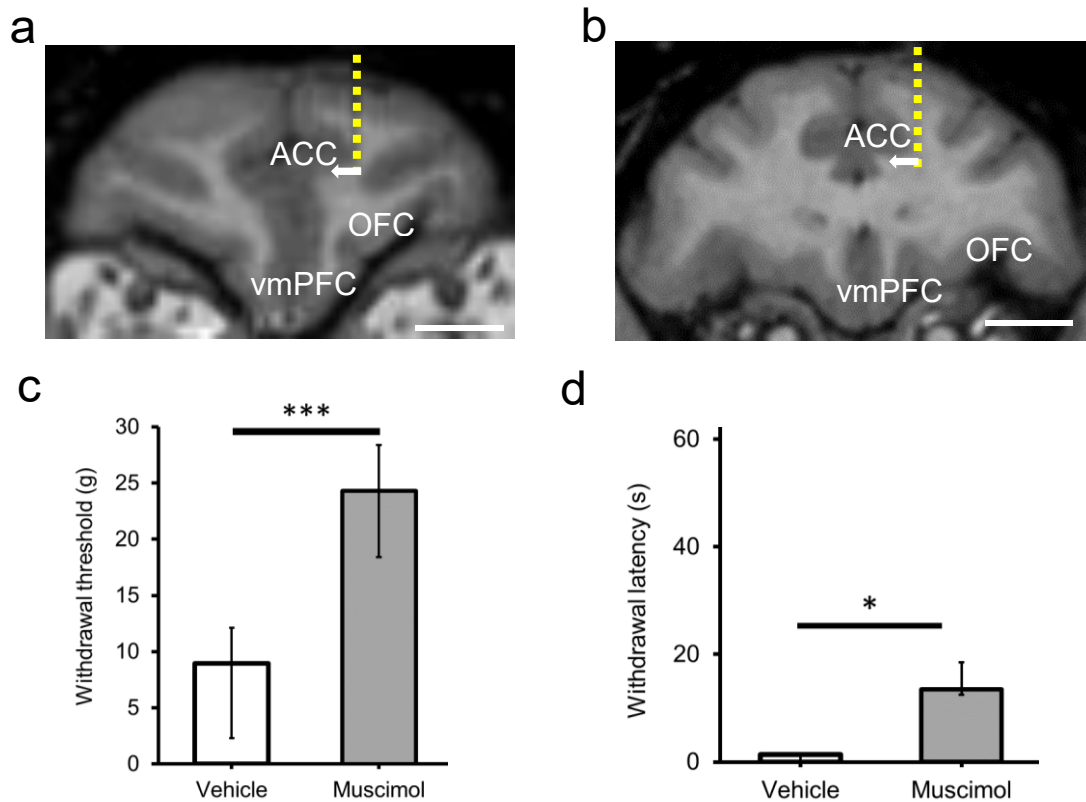 a
ACC
OFC
vmPFC
b
ACC
OFC
vmPFC
c
***
Withdrawal threshold (g)
30
25
20
15
10
5
0
Vehicle
Muscimol
d
*
Withdrawal latency (s)
60
40
20
0
Vehicle
Muscimol